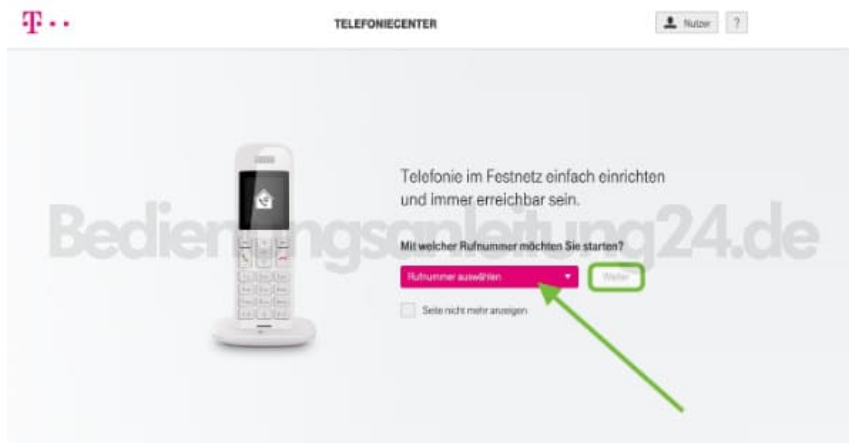 T
TELEFONIECENTER
Nutzer
?
Telefonie im Festnetz einfach einrichten
und immer erreichbar sein.
Bedienungsanleitung24.de
Mit welcher Rufnummer möchten Sie starten?
Rufnummer auswählen
Weiter
Seite nicht mehr anzeigen